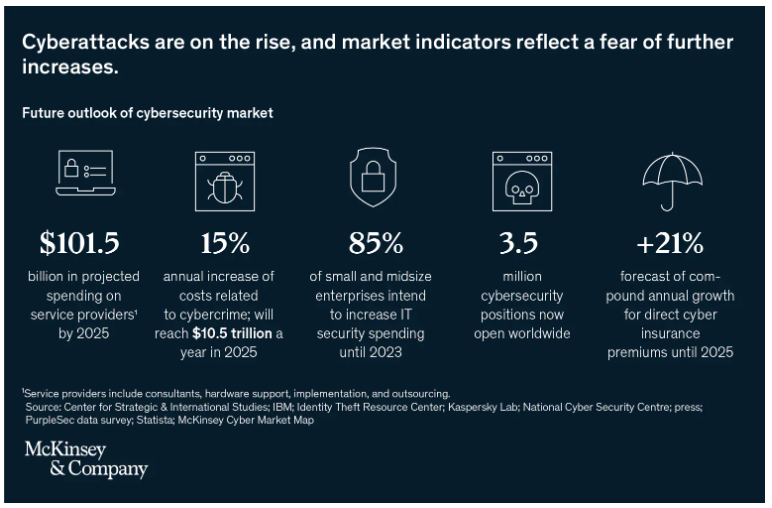 Cyberattacks are on the rise, and market indicators reflect a fear of further
increases.
Future outlook of cybersecurity market
$101.5
billion in projected
spending on
service providers¹
by 2025
15%
annual increase of
costs related
to cybercrime; will
reach $10.5 trillion a
year in 2025
85%
of small and midsize
enterprises intend
to increase IT
security spending
until 2023
3.5
million
cybersecurity
positions now
open worldwide
+21%
forecast of com-
pound annual growth
for direct cyber
insurance
premiums until 2025
¹Service providers include consultants, hardware support, implementation, and outsourcing.
Source: Center for Strategic & International Studies; IBM; Identity Theft Resource Center; Kaspersky Lab; National Cyber Security Centre; press;
PurpleSec data survey; Statista; McKinsey Cyber Market Map
McKinsey
& Company